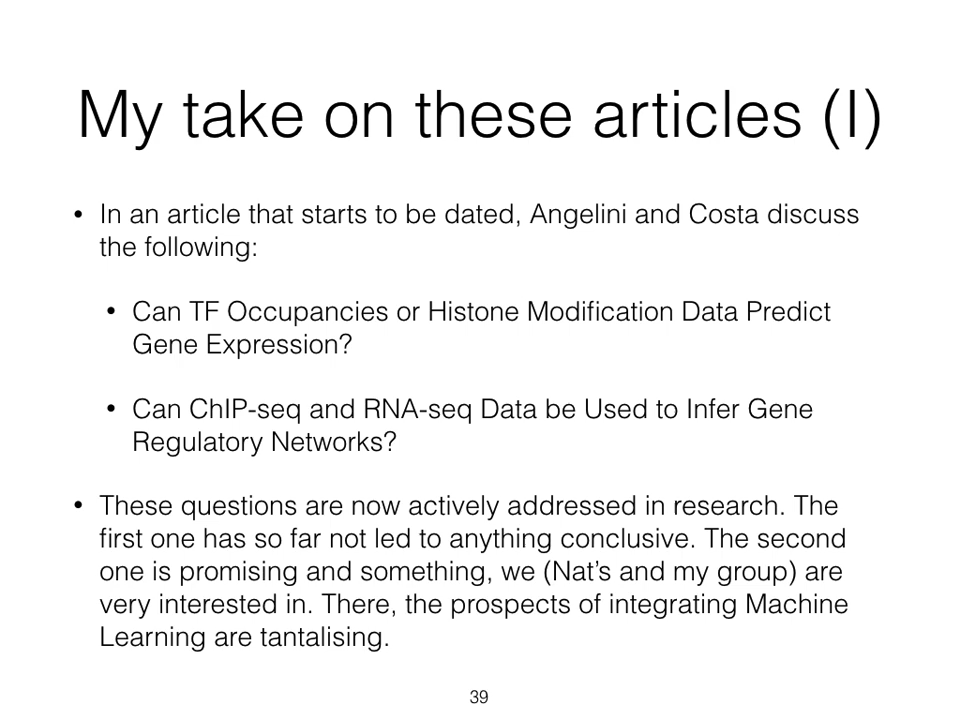 My take on these articles (I)
• In an article that starts to be dated, Angelini and Costa discuss
the following:
• Can TF Occupancies or Histone Modification Data Predict
Gene Expression?
• Can ChIP-seq and RNA-seq Data be Used to Infer Gene
Regulatory Networks?
• These questions are now actively addressed in research. The
first one has so far not led to anything conclusive. The second
one is promising and something, we (Nat’s and my group) are
very interested in. There, the prospects of integrating Machine
Learning are tantalising.
39